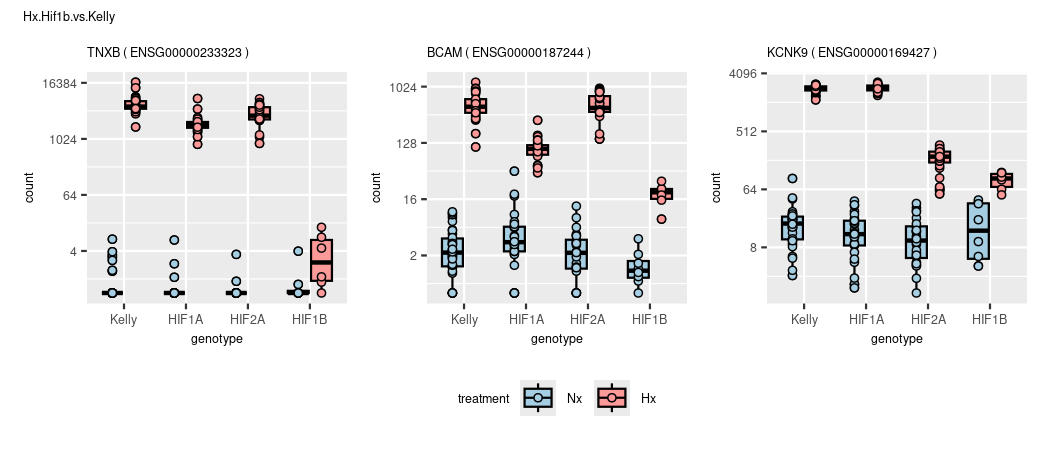 Hx.Hif1b.vs.Kelly
TNXB ( ENSG00000233323 )
16384
1024
64
4
count
Kelly HIF1A HIF2A HIF1B
genotype
BCAM ( ENSG00000187244 )
1024
128
16
2
count
Kelly HIF1A HIF2A HIF1B
genotype
KCNK9 ( ENSG00000169427 )
4096
512
64
8
count
Kelly HIF1A HIF2A HIF1B
genotype
treatment Nx Hx